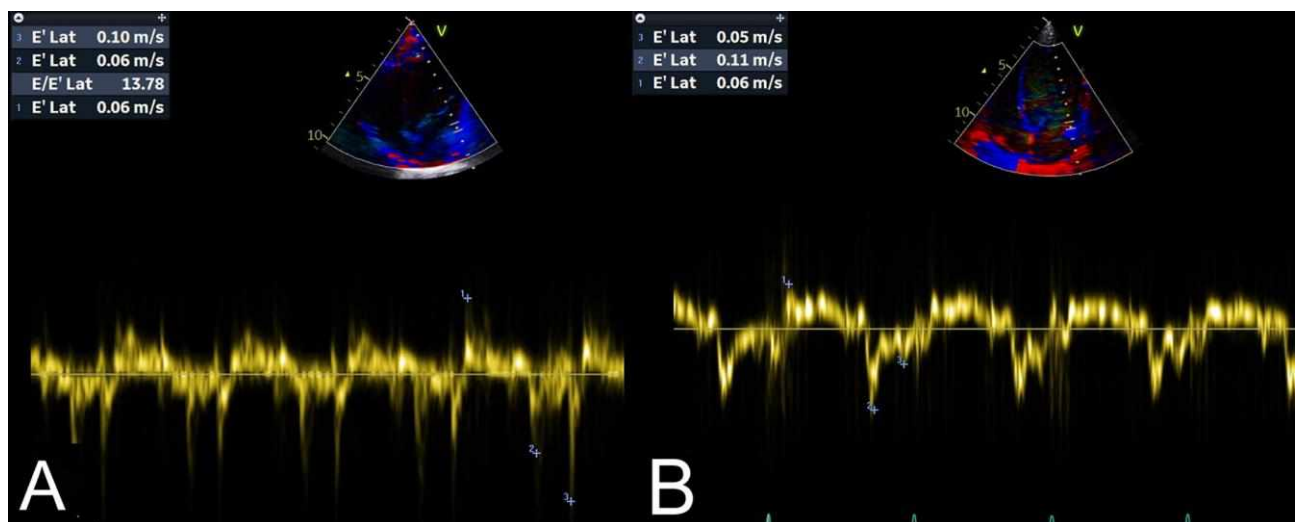 3 E' Lat 0.10 m/s
2 E' Lat 0.06 m/s
E/E' Lat 13.78
1 E' Lat 0.06 m/s
V
5
10
1
2
3
A
3 E' Lat 0.05 m/s
2 E' Lat 0.11 m/s
1 E' Lat 0.06 m/s
V
5
10
1
3
2
B